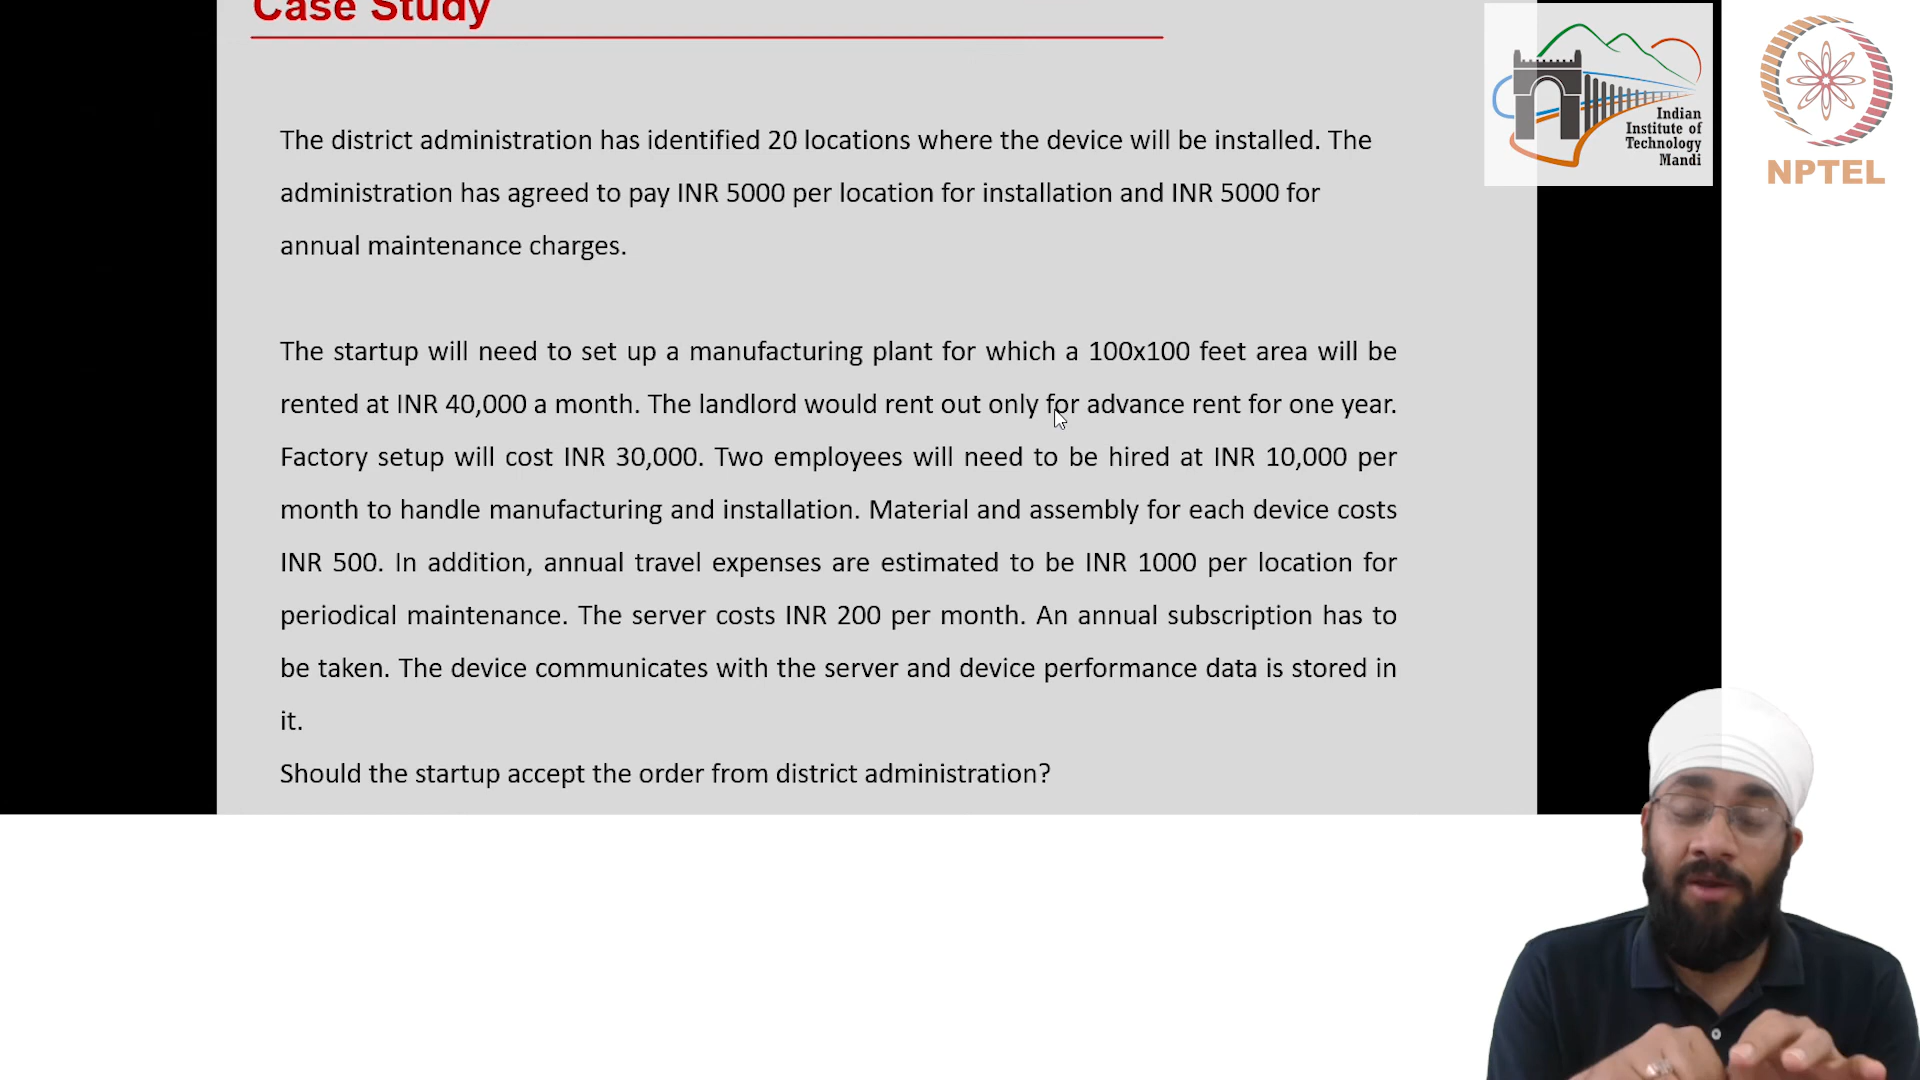 Case Study
The district administration has identified 20 locations where the device will be installed. The
administration has agreed to pay INR 5000 per location for installation and INR 5000 for
annual maintenance charges.
The startup will need to set up a manufacturing plant for which a 100x100 feet area will be
rented at INR 40,000 a month. The landlord would rent out only for advance rent for one year.
Factory setup will cost INR 30,000. Two employees will need to be hired at INR 10,000 per
month to handle manufacturing and installation. Material and assembly for each device costs
INR 500. In addition, annual travel expenses are estimated to be INR 1000 per location for
periodical maintenance. The server costs INR 200 per month. An annual subscription has to
be taken. The device communicates with the server and device performance data is stored in
it.
Should the startup accept the order from district administration?
Indian
Institute of
Technology
Mandi
NPTEL